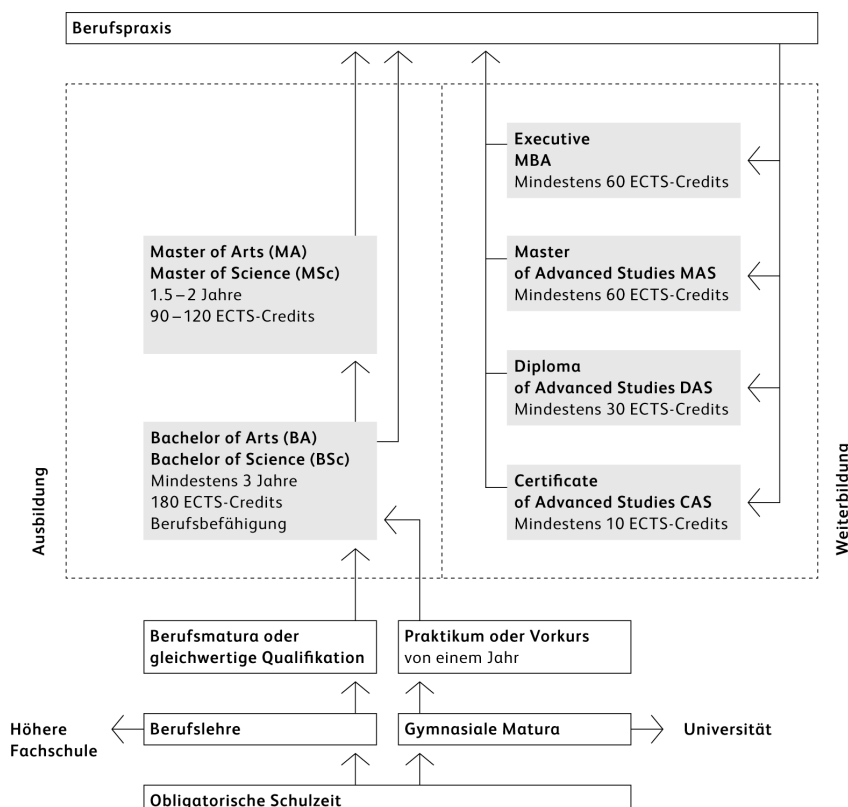 Berufspraxis
Executive
MBA
Mindestens 60 ECTS-Credits
Master of Arts (MA)
Master of Science (MSc)
1.5 – 2 Jahre
90 – 120 ECTS-Credits
Master
of Advanced Studies MAS
Mindestens 60 ECTS-Credits
Diploma
of Advanced Studies DAS
Mindestens 30 ECTS-Credits
Bachelor of Arts (BA)
Bachelor of Science (BSc)
Mindestens 3 Jahre
180 ECTS-Credits
Berufsbefähigung
Certificate
of Advanced Studies CAS
Mindestens 10 ECTS-Credits
Ausbildung
Weiterbildung
Berufsmatura oder
gleichwertige Qualifikation
Praktikum oder Vorkurs
von einem Jahr
Höhere
Fachschule
Berufslehre
Gymnasiale Matura
Universität
Obligatorische Schulzeit